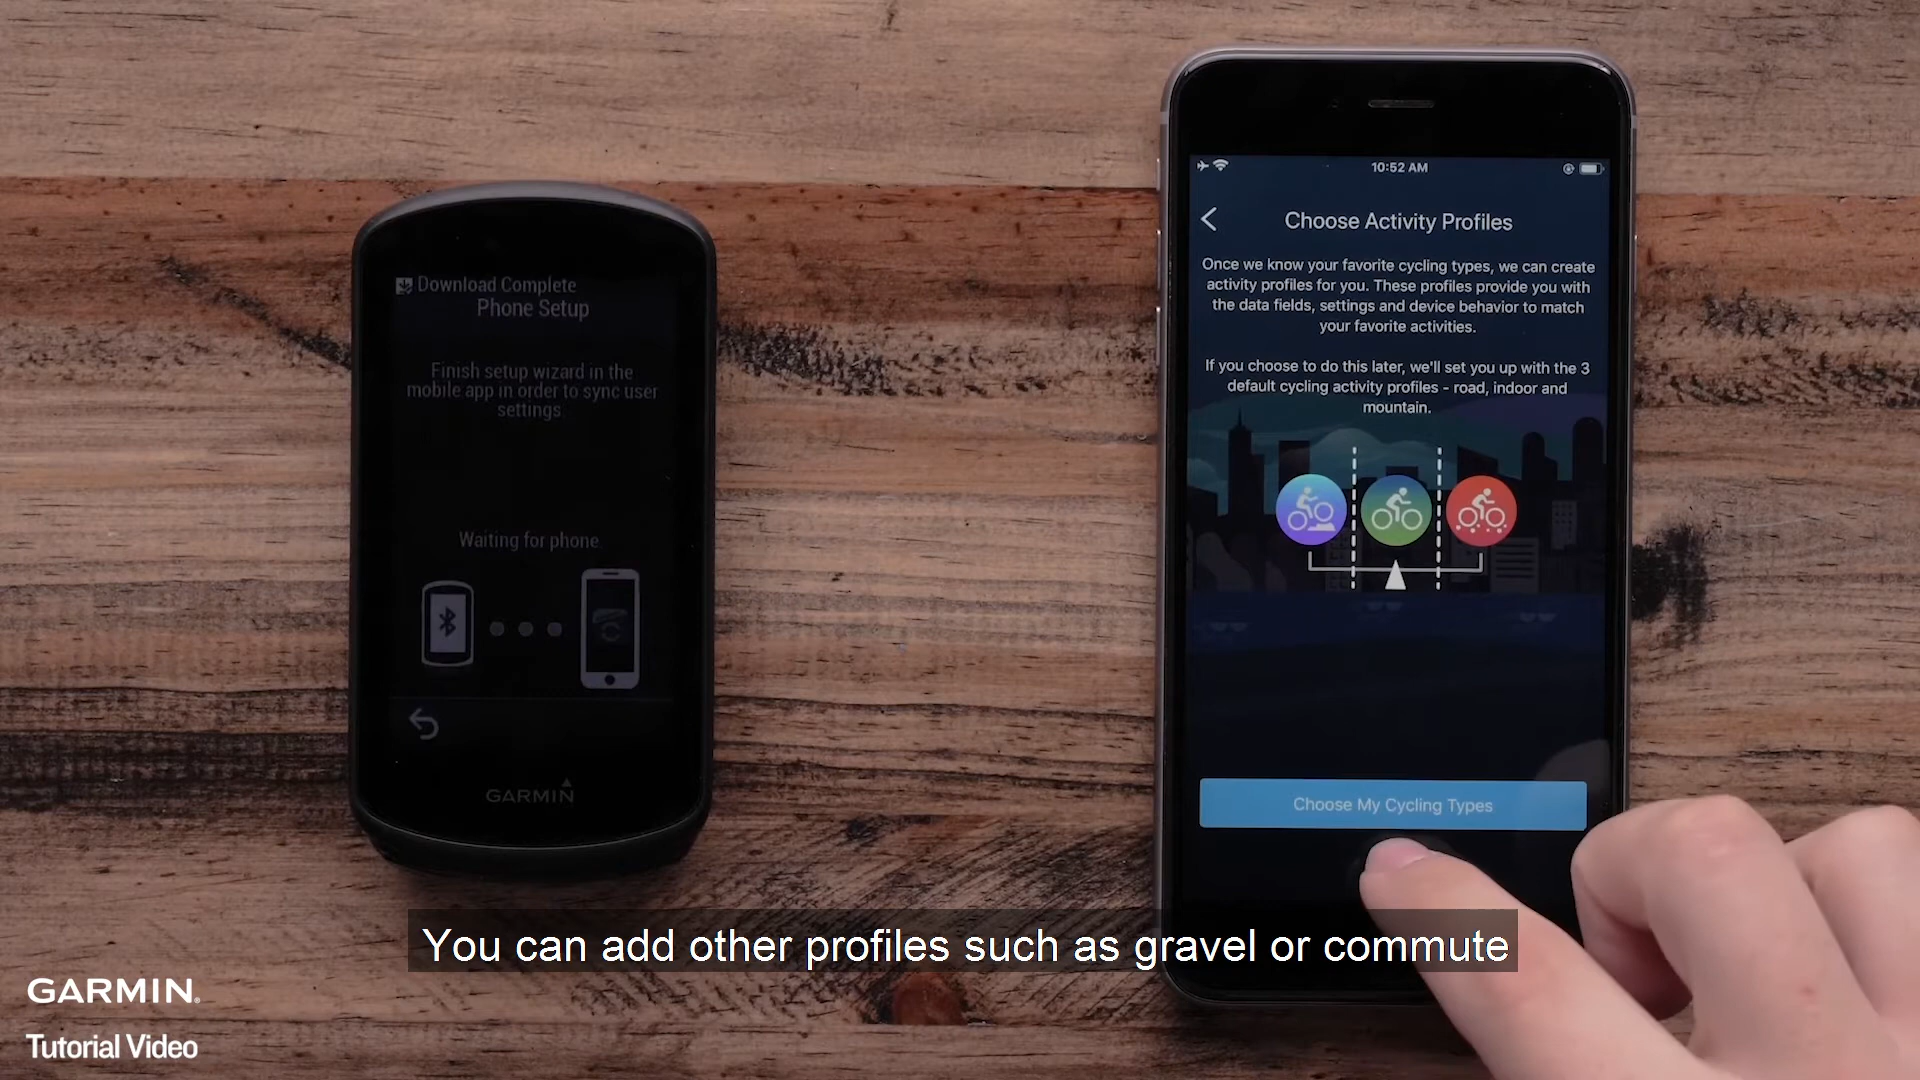 Download Complete
Phone Setup
Finish setup wizard in the
mobile app in order to sync user
settings
Waiting for phone
GARMIN
10:52 AM
Choose Activity Profiles
Once we know your favorite cycling types, we can create
activity profiles for you. These profiles provide you with
the data fields, settings and device behavior to match
your favorite activities.
If you choose to do this later, we'll set you up with the 3
default cycling activity profiles - road, indoor and
mountain.
Choose My Cycling Types
You can add other profiles such as gravel or commute
GARMIN.
Tutorial Video